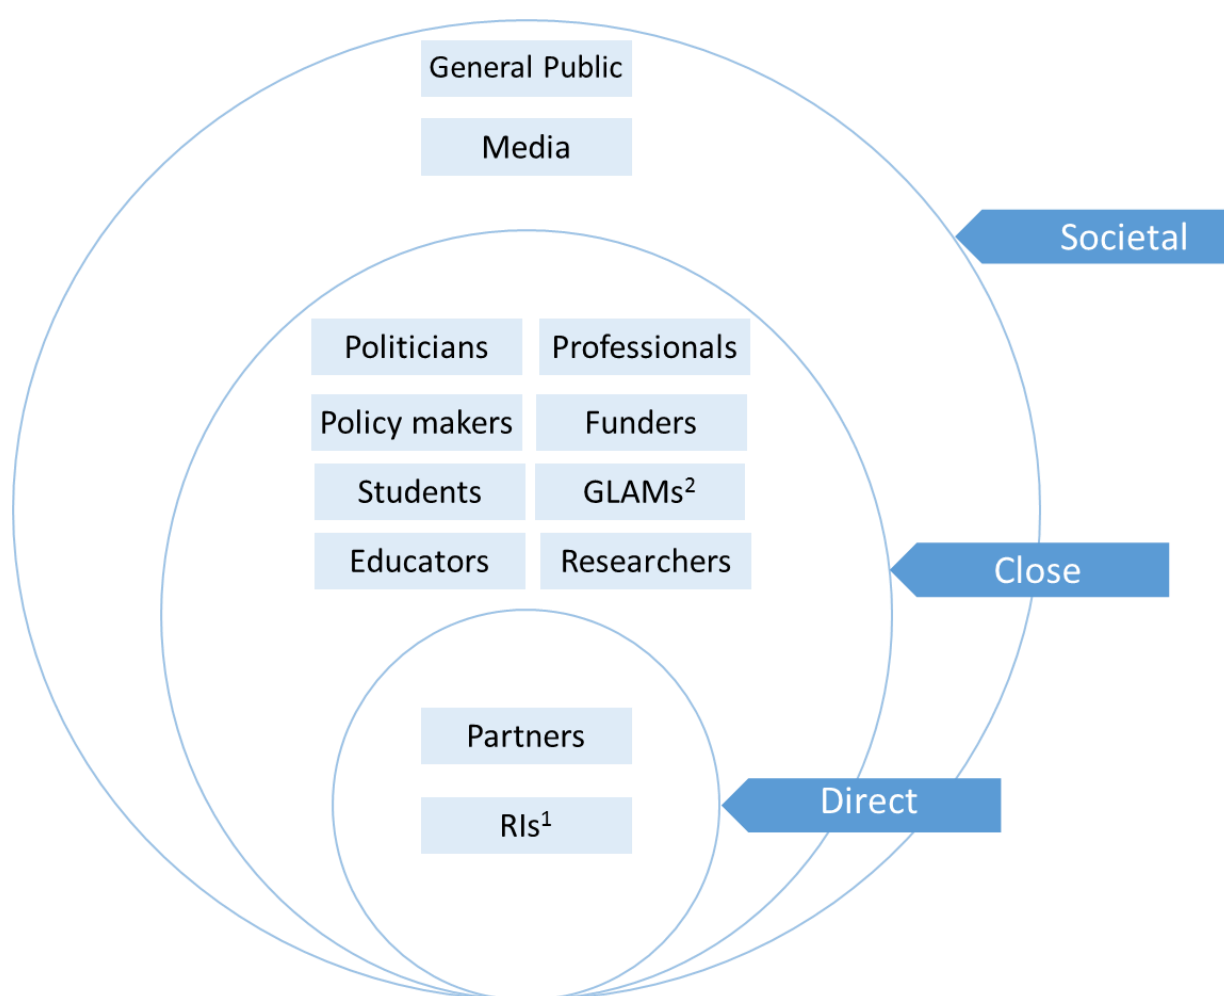 General Public
Media
Societal
Politicians Professionals
Policy makers Funders
Students GLAMs²
Educators Researchers
Close
Partners
Direct
RIs¹